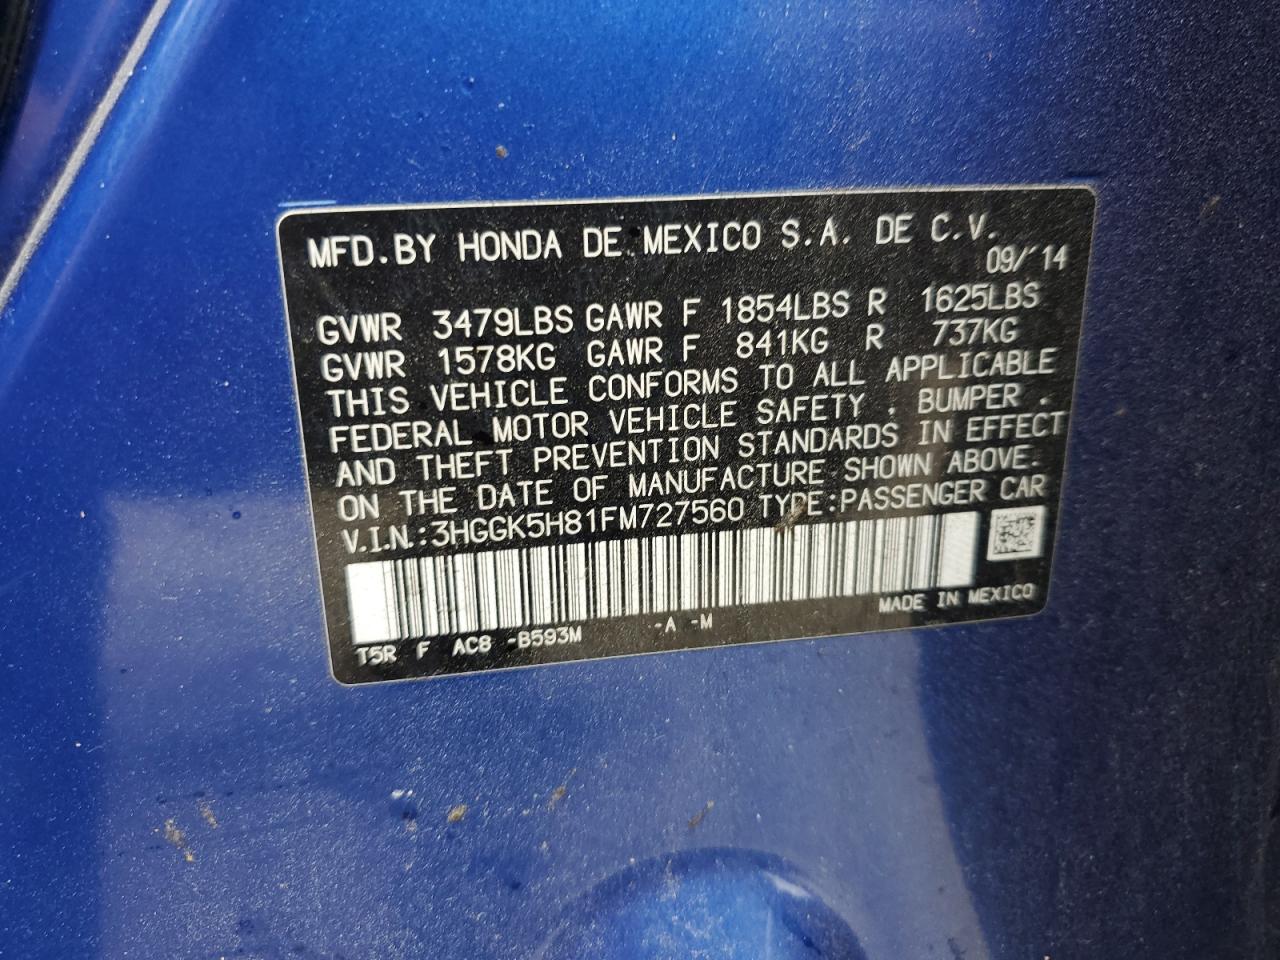 MFD.BY HONDA DE MEXICO S.A. DE C.V.
09/'14
GVWR 3479LBS GAWR F 1854LBS R 1625LBS
GVWR 1578KG GAWR F 841KG R 737KG
THIS VEHICLE CONFORMS TO ALL APPLICABLE
FEDERAL MOTOR VEHICLE SAFETY , BUMPER ,
AND THEFT PREVENTION STANDARDS IN EFFECT
ON THE DATE OF MANUFACTURE SHOWN ABOVE.
V.I.N.:3HGGK5H81FM727560 TYPE:PASSENGER CAR
MADE IN MEXICO
T5R F AC8 -B593M -A -M